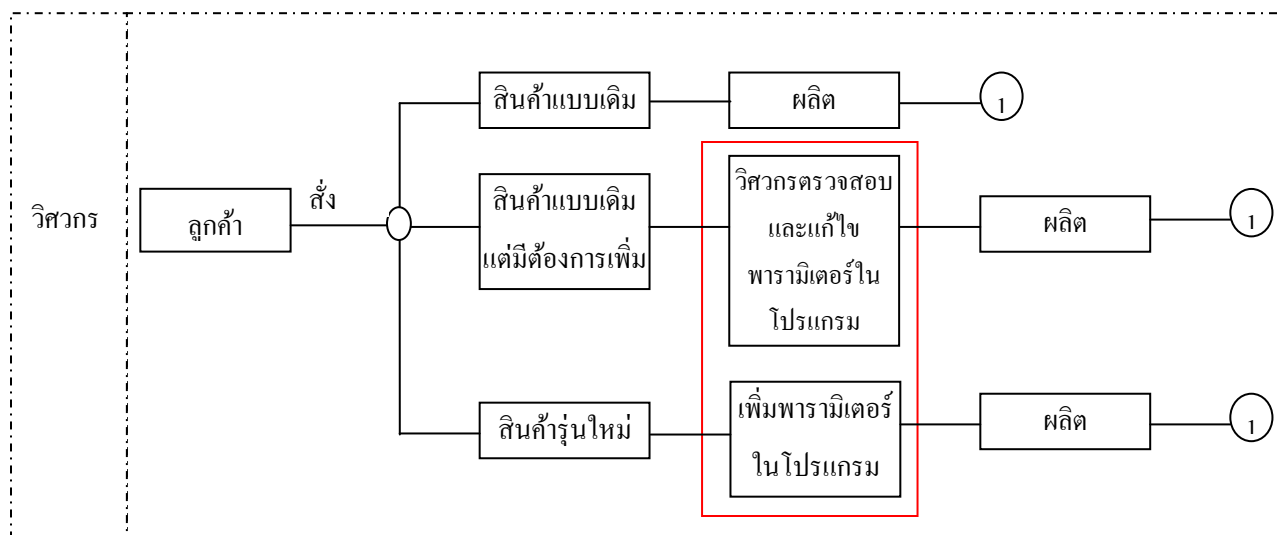 วิศวกร
ลูกค้า
สั่ง
สินค้าแบบเดิม
ผลิต
1
สินค้าแบบเดิม
แต่มีต้องการเพิ่ม
วิศวกรตรวจสอบ
และแก้ไข
พารามิเตอร์ใน
โปรแกรม
ผลิต
1
สินค้ารุ่นใหม่
เพิ่มพารามิเตอร์
ในโปรแกรม
ผลิต
1